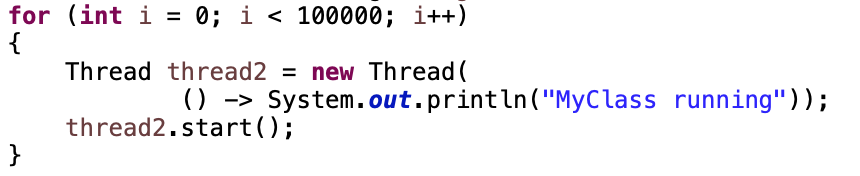 for (int i = 0; i < 100000; i++)
{
    Thread thread2 = new Thread(
            () -> System.out.println("MyClass running"));
    thread2.start();
}